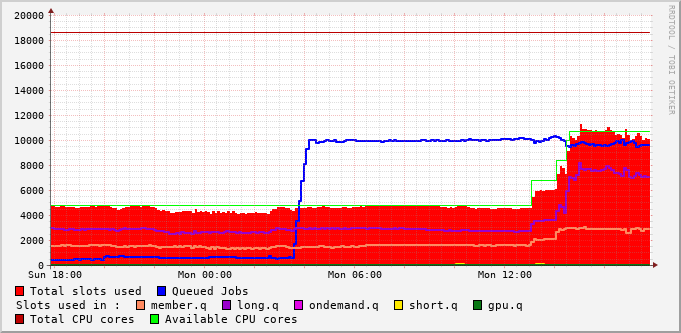 20000
18000
16000
14000
12000
10000
8000
6000
4000
2000
0
Sun 18:00 Mon 00:00 Mon 06:00 Mon 12:00
RRDTOOL / TOBI OETIKER
Total slots used Queued Jobs
Slots used in : member.q long.q ondemand.q short.q gpu.q
Total CPU cores Available CPU cores